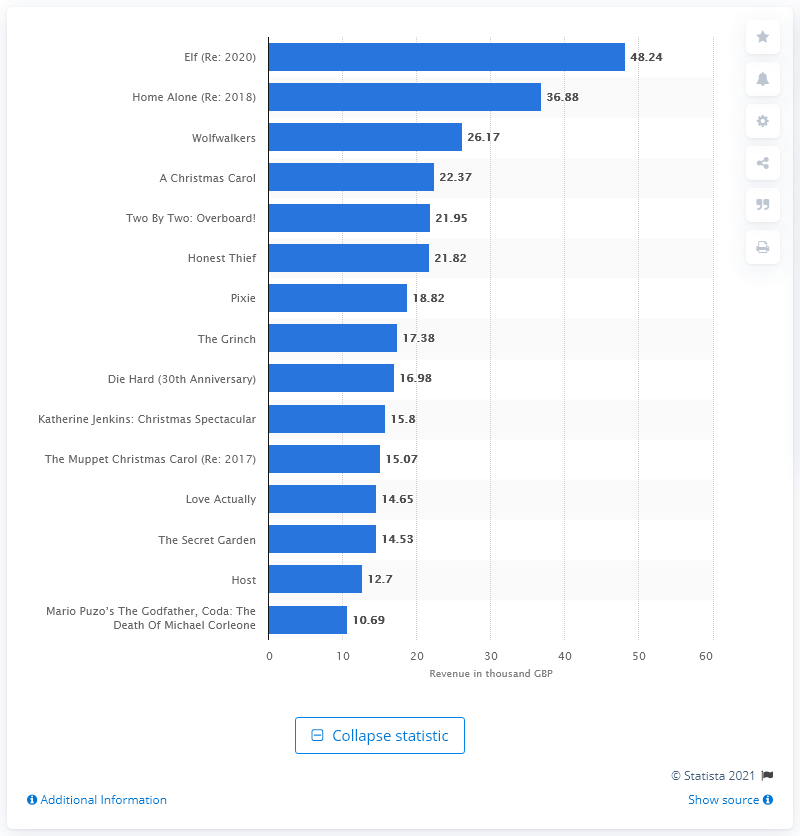 Elf (Re: 2020) 48.24
Home Alone (Re: 2018) 36.88
Wolfwalkers 26.17
A Christmas Carol 22.37
Two By Two: Overboard! 21.95
Honest Thief 21.82
Pixie 18.82
The Grinch 17.38
Die Hard (30th Anniversary) 16.98
Katherine Jenkins: Christmas Spectacular 15.8
The Muppet Christmas Carol (Re: 2017) 15.07
Love Actually 14.65
The Secret Garden 14.53
Host 12.7
Mario Puzo’s The Godfather, Coda: The
Death Of Michael Corleone 10.69
0 10 20 30 40 50 60
Revenue in thousand GBP
Collapse statistic
© Statista 2021
Additional Information Show source